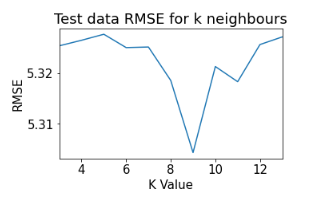 Test data RMSE for k neighbours
5.32
5.31
RMSE
4 6 8 10 12
K Value